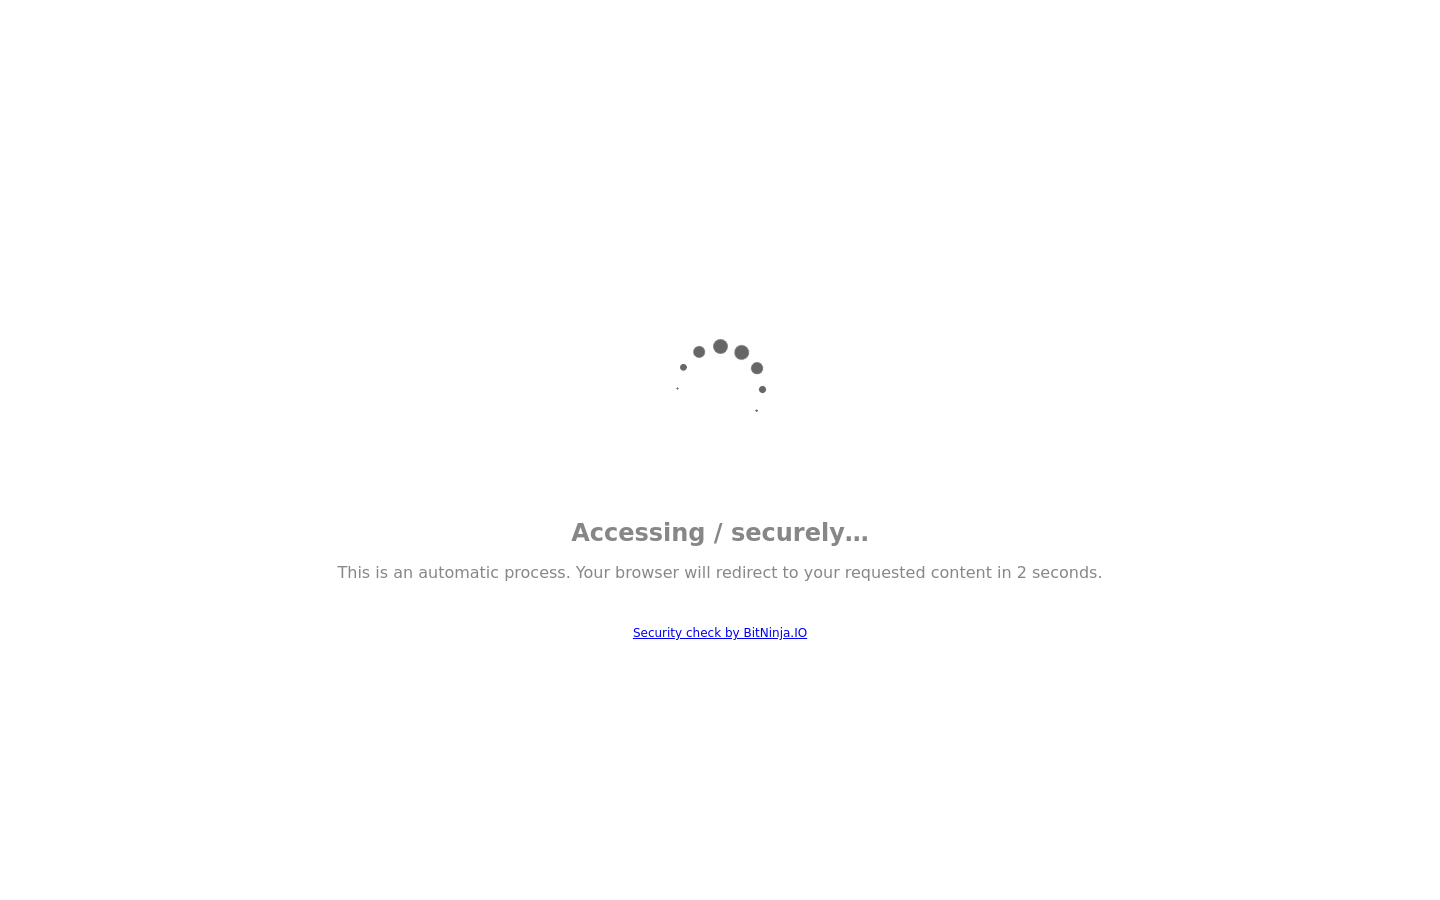 Accessing / securely…
This is an automatic process. Your browser will redirect to your requested content in 2 seconds.
Security check by BitNinja.IO